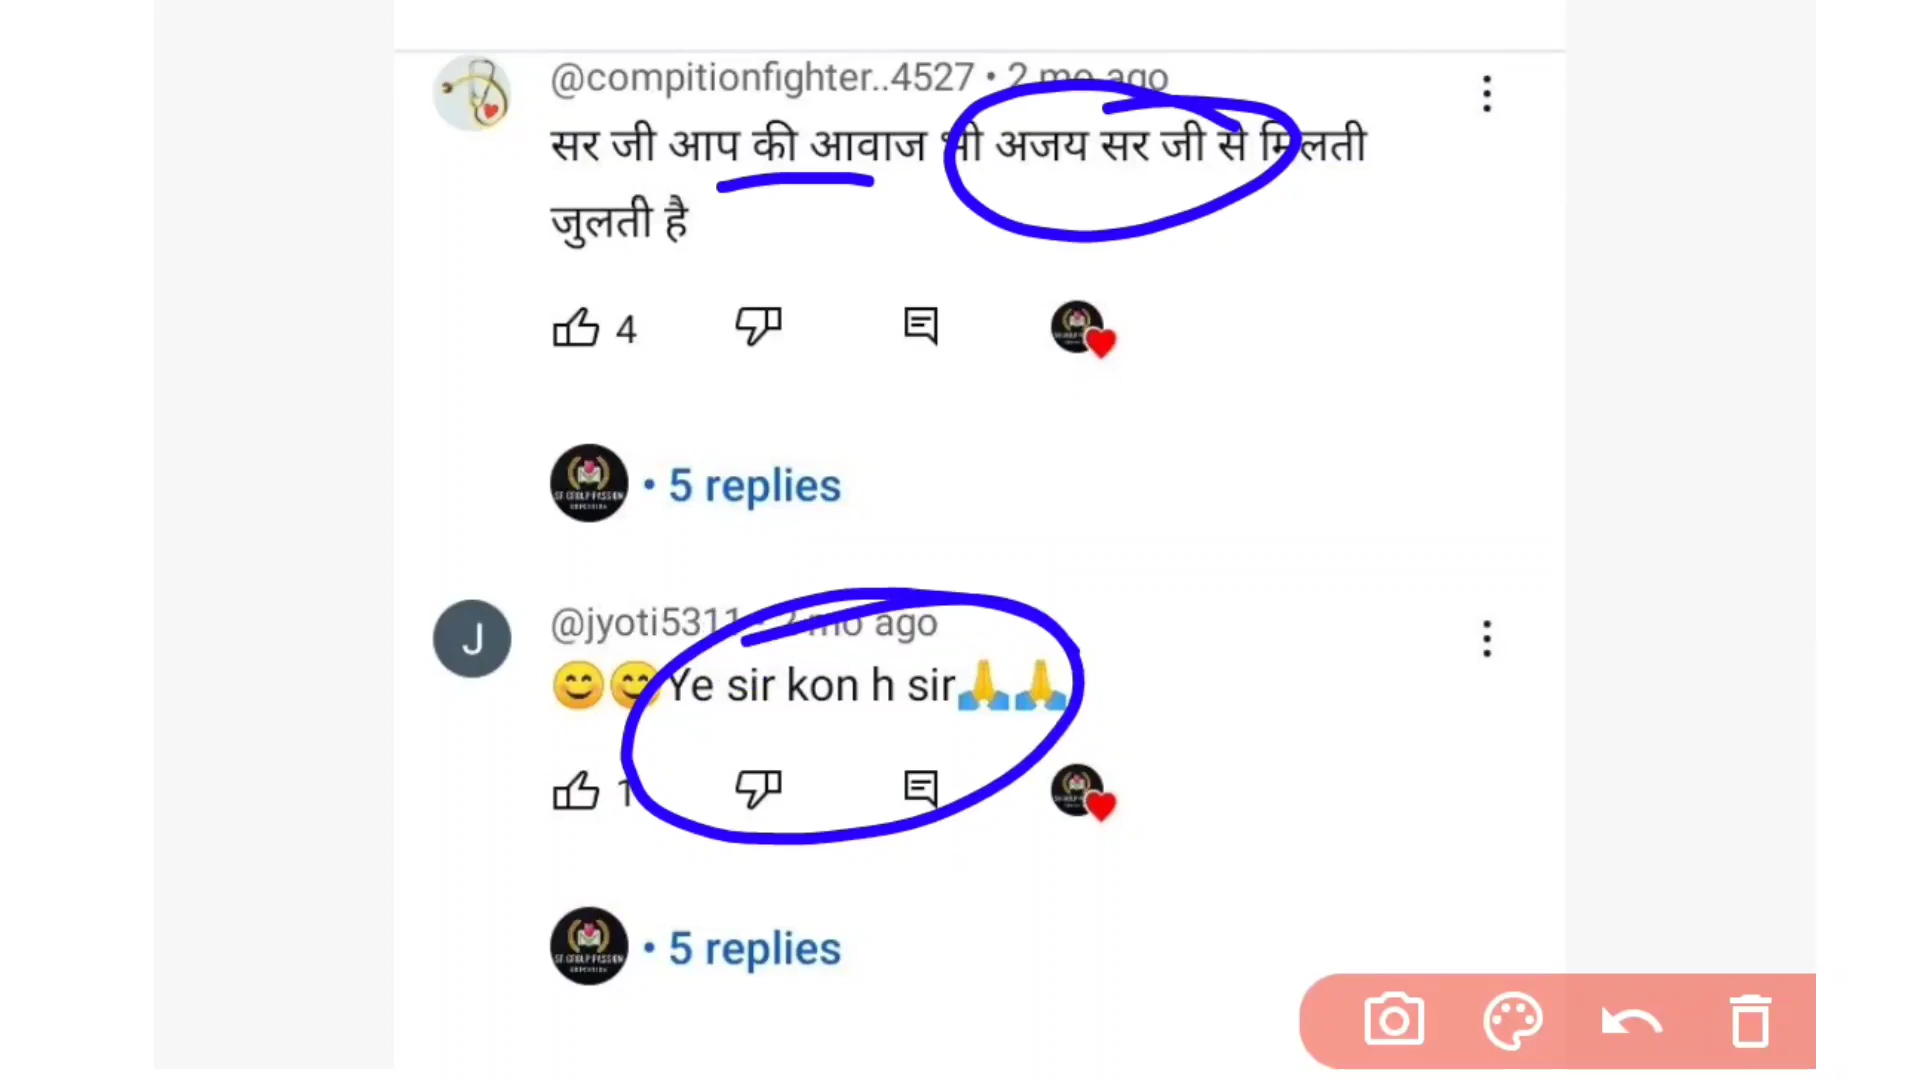 @compitionfighter..4527 • 2 mo ago
सर जी आप की आवाज भी अजय सर जी से मिलती
जुलती है
4
• 5 replies
J
@jyoti5311 • 2 mo ago
😊😊Ye sir kon h sir🙏🙏
1
• 5 replies